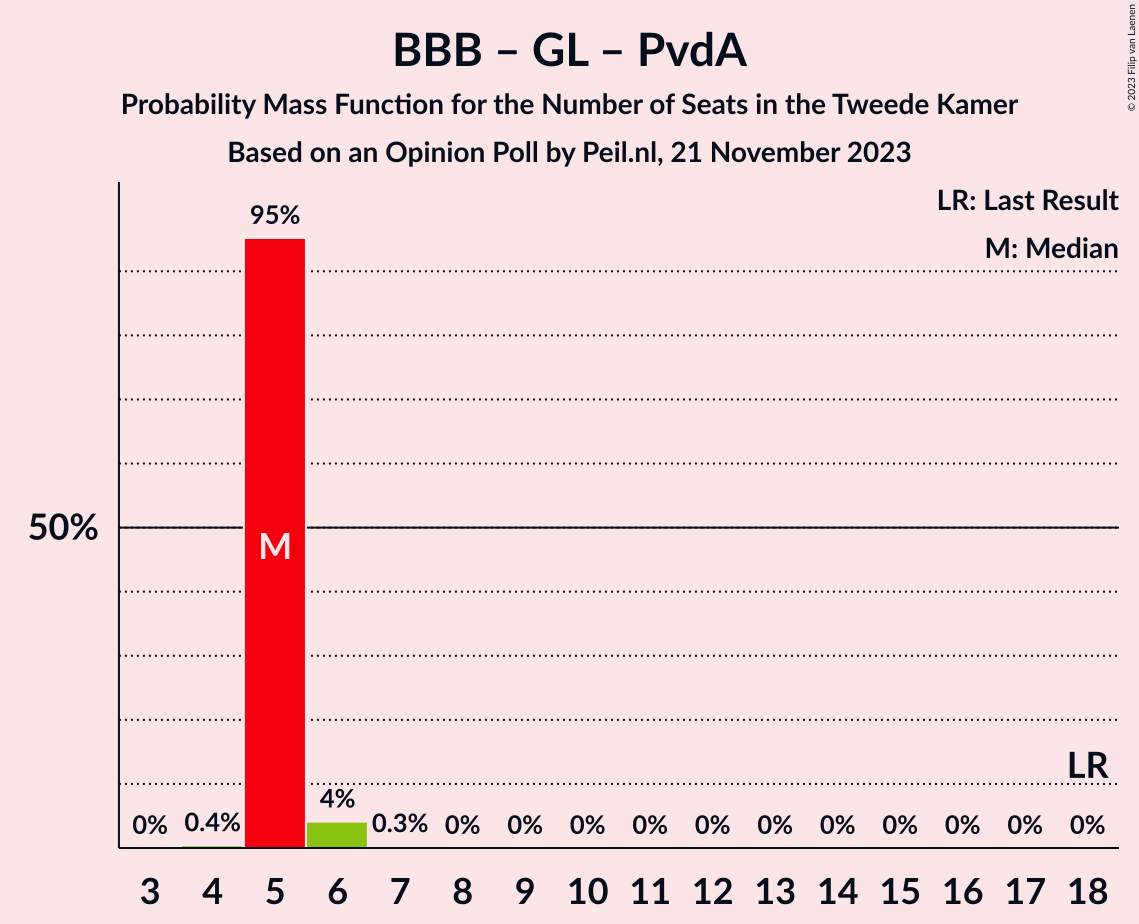 BBB – GL – PvdA
Probability Mass Function for the Number of Seats in the Tweede Kamer
Based on an Opinion Poll by Peil.nl, 21 November 2023
© 2023 Filip van Laenen
LR: Last Result
M: Median
95%
50%
M
LR
0% 0.4% 4% 0.3% 0% 0% 0% 0% 0% 0% 0% 0% 0% 0% 0%
3 4 5 6 7 8 9 10 11 12 13 14 15 16 17 18